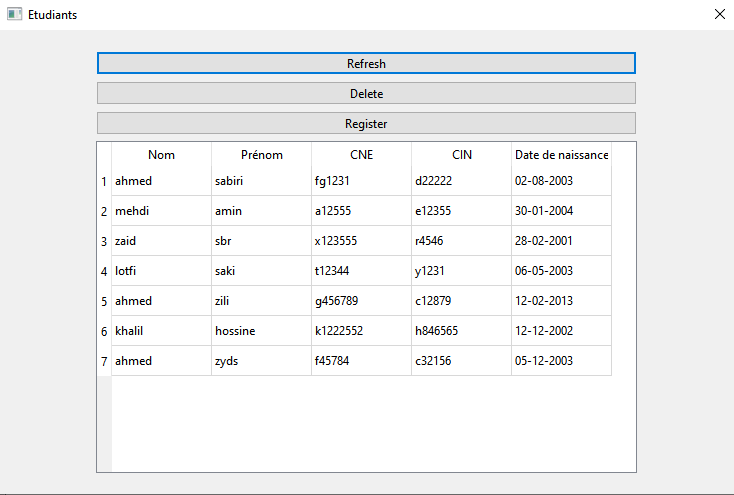 Etudiants
Refresh
Delete
Register
Nom Prénom CNE CIN Date de naissance
1 ahmed sabiri fg1231 d22222 02-08-2003
2 mehdi amin a12555 e12355 30-01-2004
3 zaid sbr x123555 r4546 28-02-2001
4 lotfi saki t12344 y1231 06-05-2003
5 ahmed zili g456789 c12879 12-02-2013
6 khalil hossine k1222552 h846565 12-12-2002
7 ahmed zyds f45784 c32156 05-12-2003